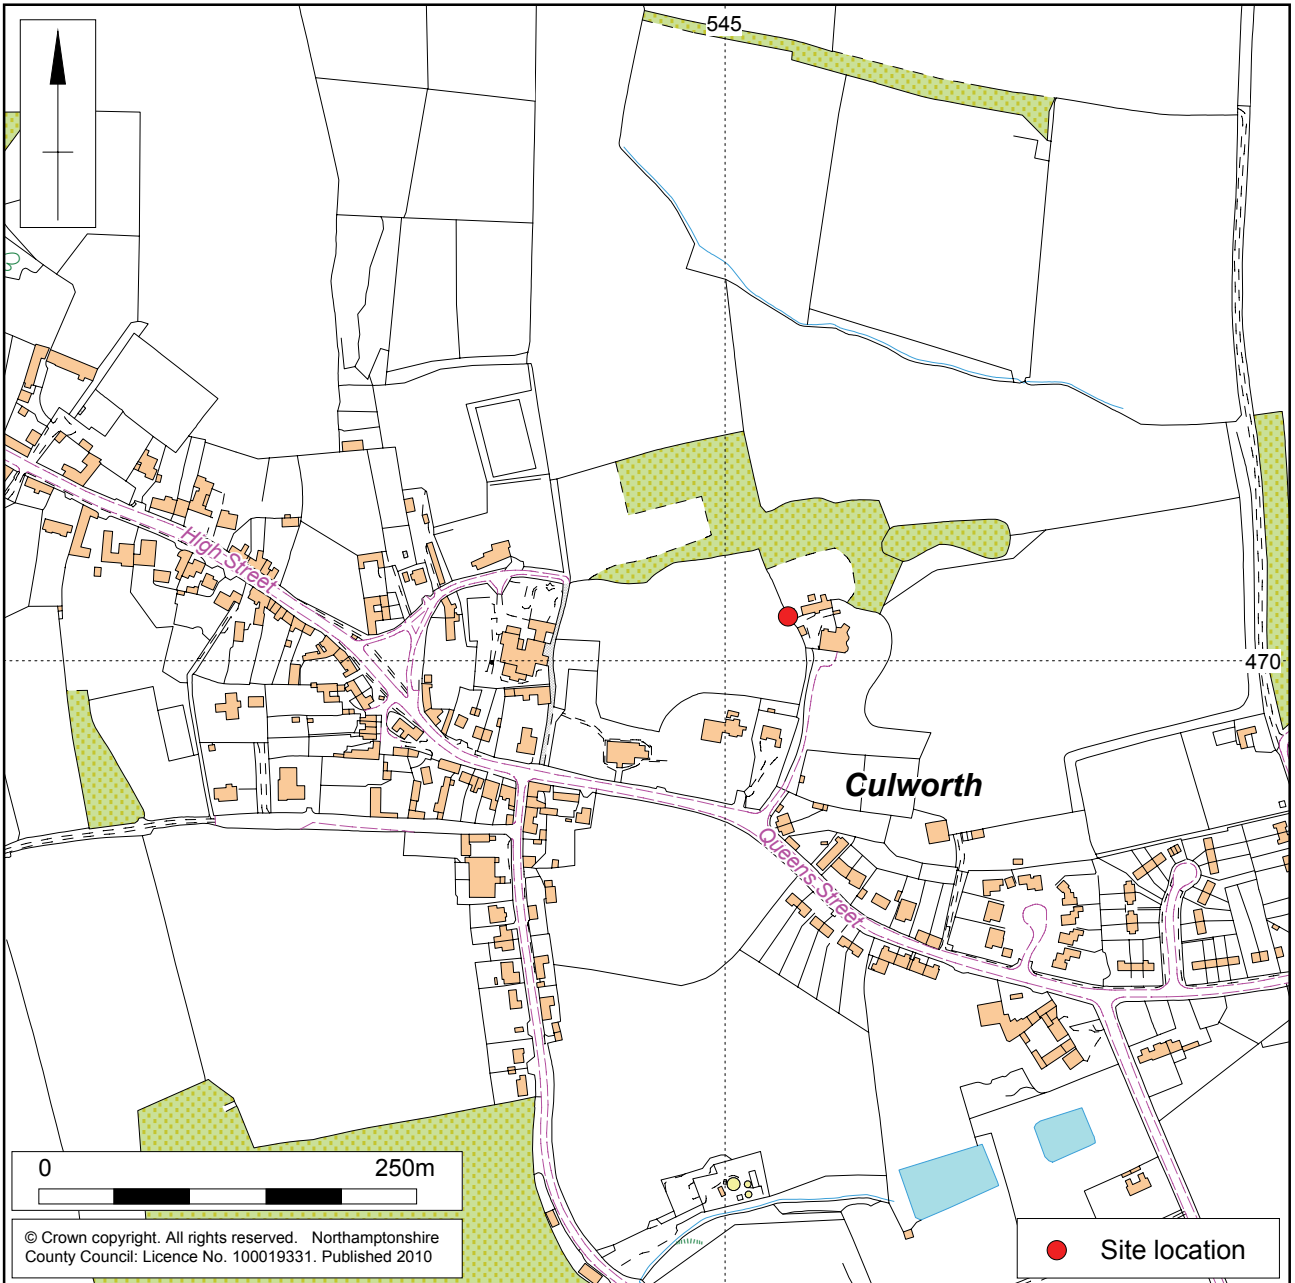 545
High Street
470
Culworth
Queens Street
0 250m
© Crown copyright. All rights reserved. Northamptonshire
County Council: Licence No. 100019331. Published 2010
Site location